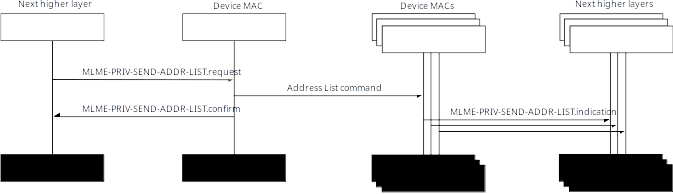 Next higher layer
Device MAC
Device MACs
Next higher layers
MLME-PRIV-SEND-ADDR-LIST.request
Address List command
MLME-PRIV-SEND-ADDR-LIST.confirm
MLME-PRIV-SEND-ADDR-LIST.indication